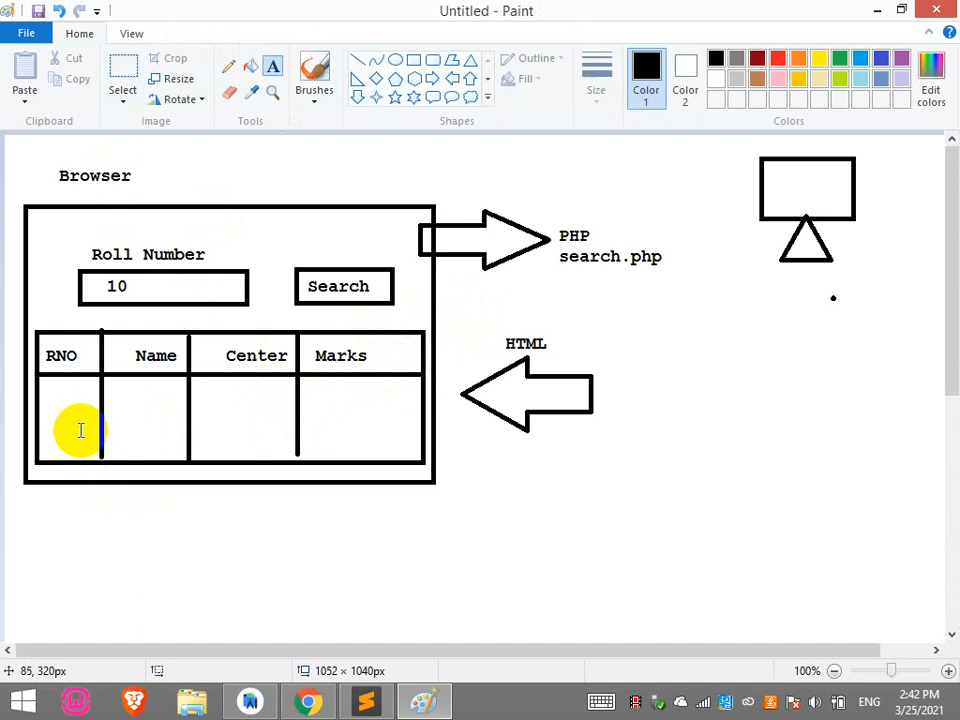 Untitled - Paint
File
Home
View
Paste
Cut
Copy
Clipboard
Select
Crop
Resize
Rotate
Image
A
Tools
Brushes
Shapes
Outline
Fill
Size
Color 1
Color 2
Edit colors
Colors
Browser
Roll Number
10
Search
RNO Name Center Marks
PHP
search.php
HTML
85, 320px
1052 × 1040px
100%
ENG
2:42 PM
3/25/2021